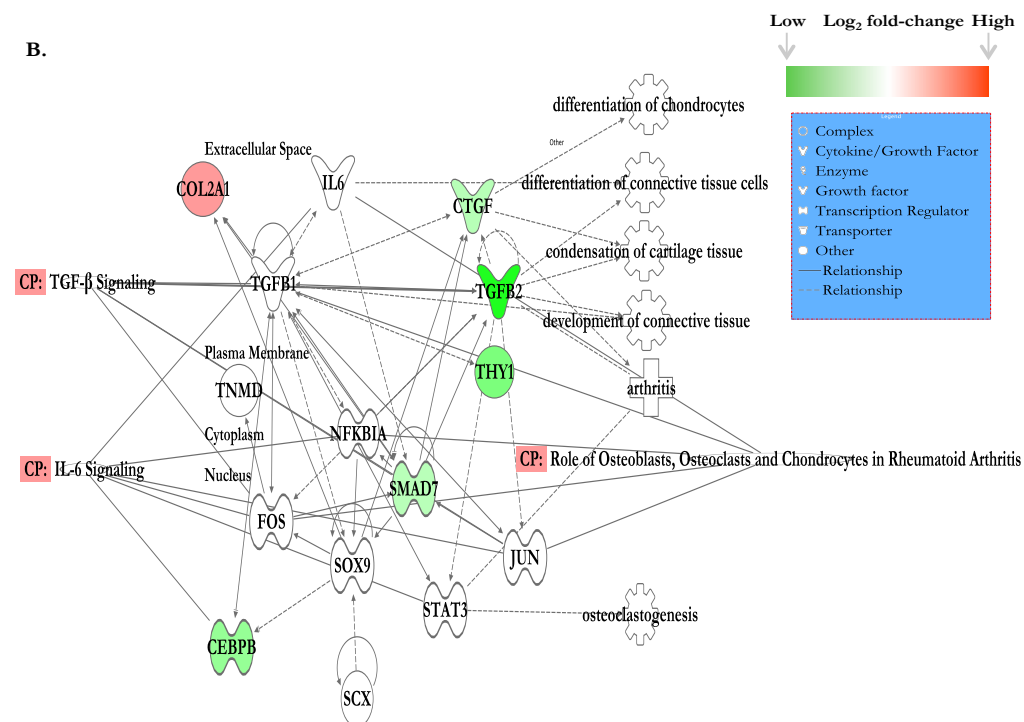 Low Log₂ fold-change High
B.
Legend
Complex
Cytokine/Growth Factor
Enzyme
Growth factor
Transcription Regulator
Transporter
Other
Relationship
Relationship
differentiation of chondrocytes
Other
Extracellular Space
IL6
COL2A1
differentiation of connective tissue cells
CTGF
condensation of cartilage tissue
CP: TGF-β Signaling
TGFB1
TGFB2
development of connective tissue
Plasma Membrane
THY1
TNMD
arthritis
Cytoplasm
NFKBIA
CP: IL-6 Signaling
Nucleus
CP: Role of Osteoblasts, Osteoclasts and Chondrocytes in Rheumatoid Arthritis
SMAD7
FOS
SOX9
JUN
STAT3
osteoclastogenesis
CEBPB
SCX